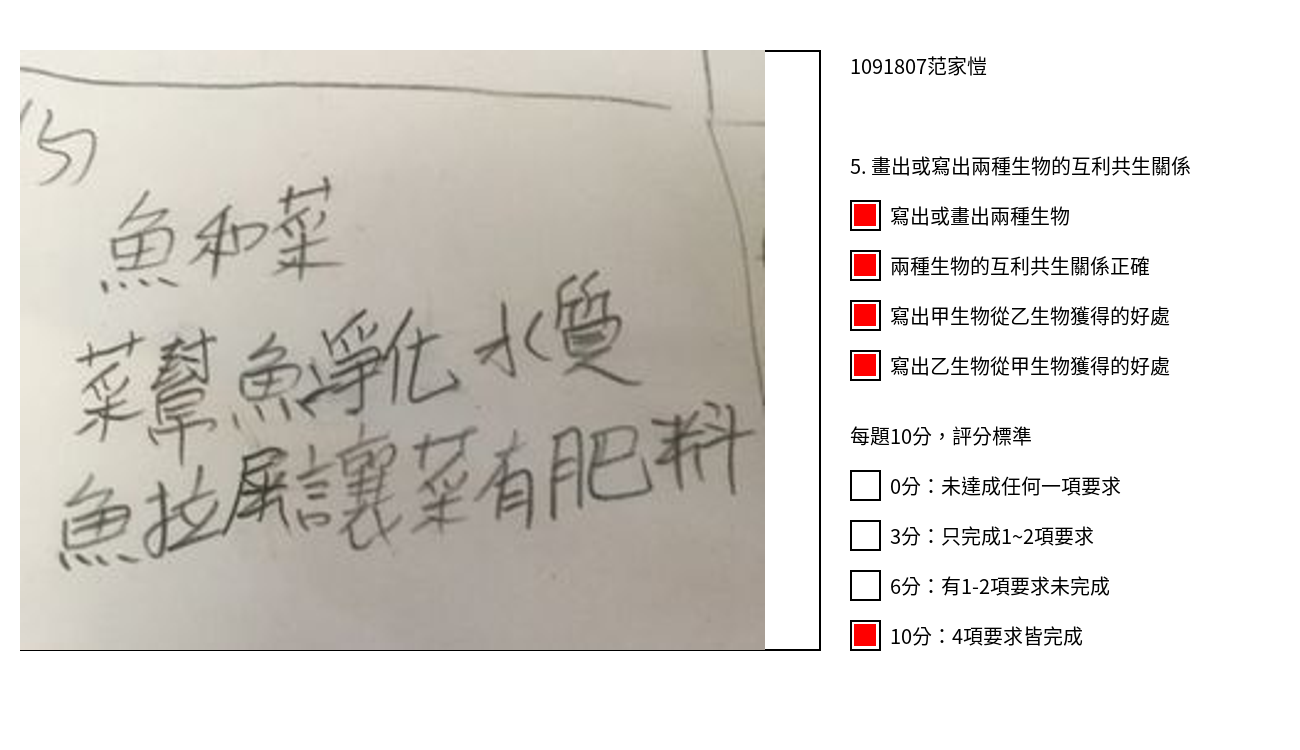 (5)
魚和菜
菜幫魚淨化水質
魚拉屎讓菜有肥料
1091807范家愷
5. 畫出或寫出兩種生物的互利共生關係
寫出或畫出兩種生物
兩種生物的互利共生關係正確
寫出甲生物從乙生物獲得的好處
寫出乙生物從甲生物獲得的好處
每題10分，評分標準
0分：未達成任何一項要求
3分：只完成1~2項要求
6分：有1-2項要求未完成
10分：4項要求皆完成